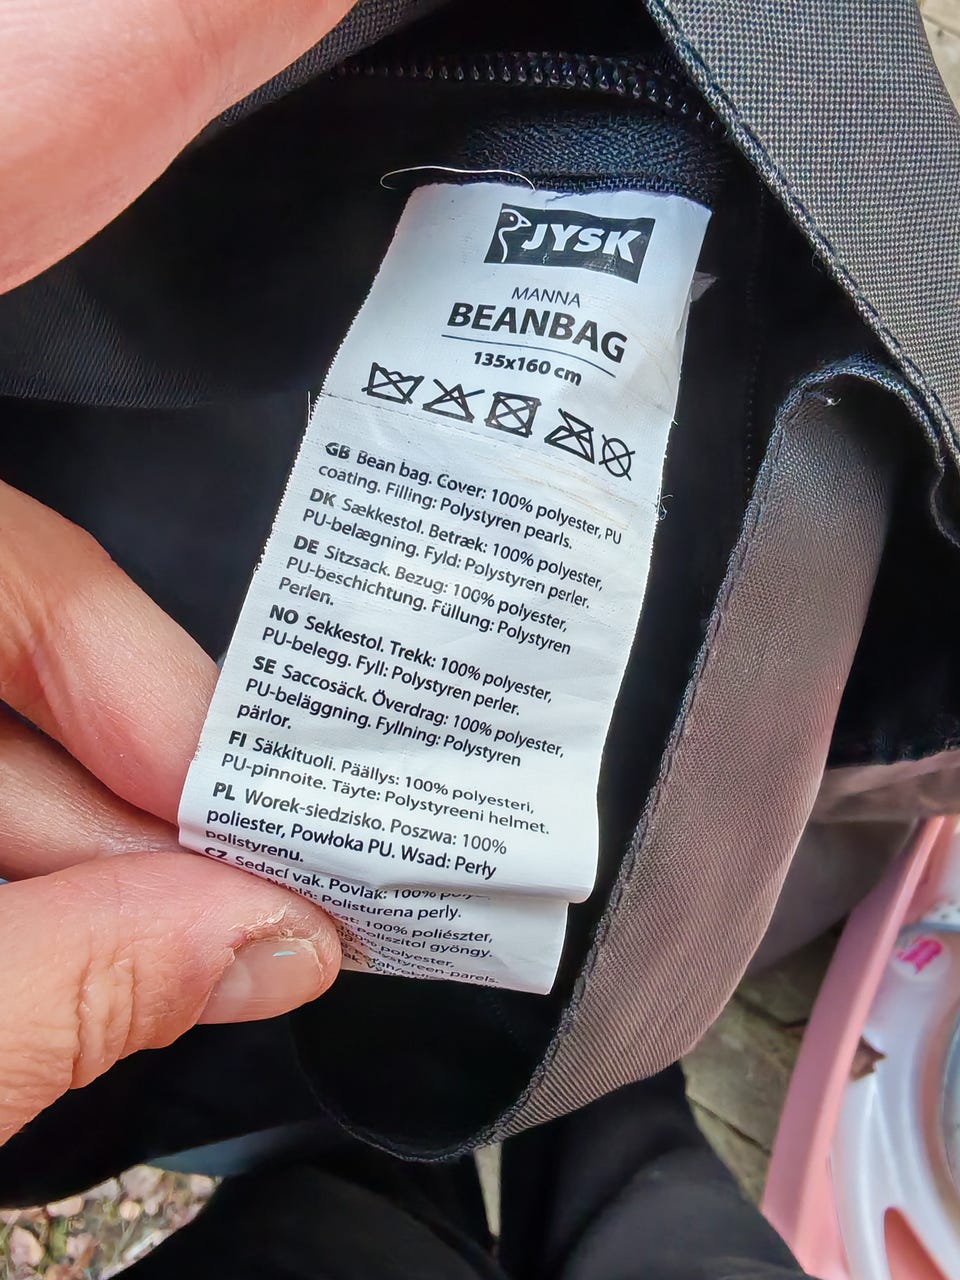 JYSK
MANNA
BEANBAG
135x160 cm
GB Bean bag. Cover: 100% polyester, PU
coating. Filling: Polystyren pearls.
DK Sækkestol. Betræk: 100% polyester,
PU-belægning. Fyld: Polystyren perler.
DE Sitzsack. Bezug: 100% polyester,
PU-beschichtung. Füllung: Polystyren
Perlen.
NO Sekkestol. Trekk: 100% polyester,
PU-belegg. Fyll: Polystyren perler.
SE Saccosäck. Överdrag: 100% polyester,
PU-beläggning. Fyllning: Polystyren
pärlor.
FI Säkkituoli. Päällys: 100% polyesteri,
PU-pinnoite. Täyte: Polystyreeni helmet.
PL Worek-siedzisko. Poszwa: 100%
poliester, Powłoka PU. Wsad: Perły
polistyrenu.
CZ Sedací vak. Povlak: 100%
Náplň: Polisturena perly.
100% poliészter,
gyöngy.
polyester,